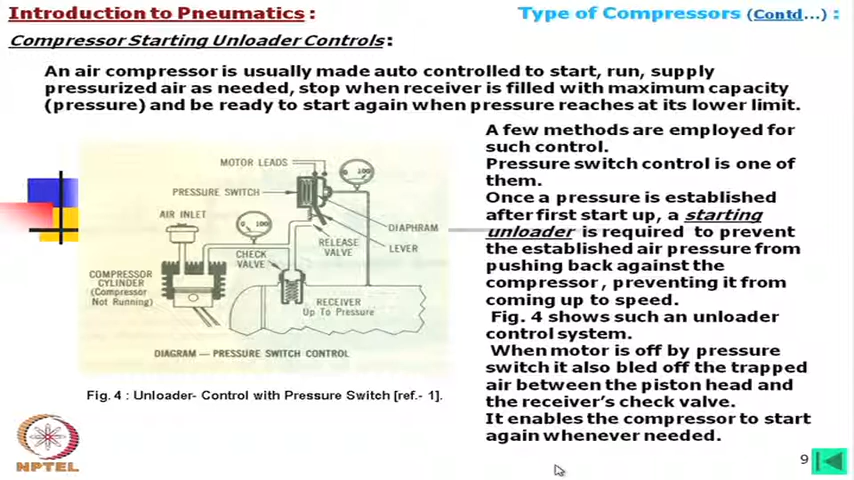 Introduction to Pneumatics :
Type of Compressors (Contd...) :
Compressor Starting Unloader Controls :
An air compressor is usually made auto controlled to start, run, supply
pressurized air as needed, stop when receiver is filled with maximum capacity
(pressure) and be ready to start again when pressure reaches at its lower limit.
A few methods are employed for
such control.
Pressure switch control is one of
them.
Once a pressure is established
after first start up, a starting
unloader is required to prevent
the established air pressure from
pushing back against the
compressor , preventing it from
coming up to speed.
Fig. 4 shows such an unloader
control system.
When motor is off by pressure
switch it also bled off the trapped
air between the piston head and
the receiver's check valve.
It enables the compressor to start
again whenever needed.
MOTOR LEADS
0 100
PRESSURE SWITCH
AIR INLET
0 100
DIAPHRAM
RELEASE
VALVE
LEVER
CHECK
VALVE
COMPRESSOR
CYLINDER
(Compressor
Not Running)
RECEIVER
Up To Pressure
DIAGRAM — PRESSURE SWITCH CONTROL
Fig. 4 : Unloader- Control with Pressure Switch [ref.- 1].
NPTEL
9